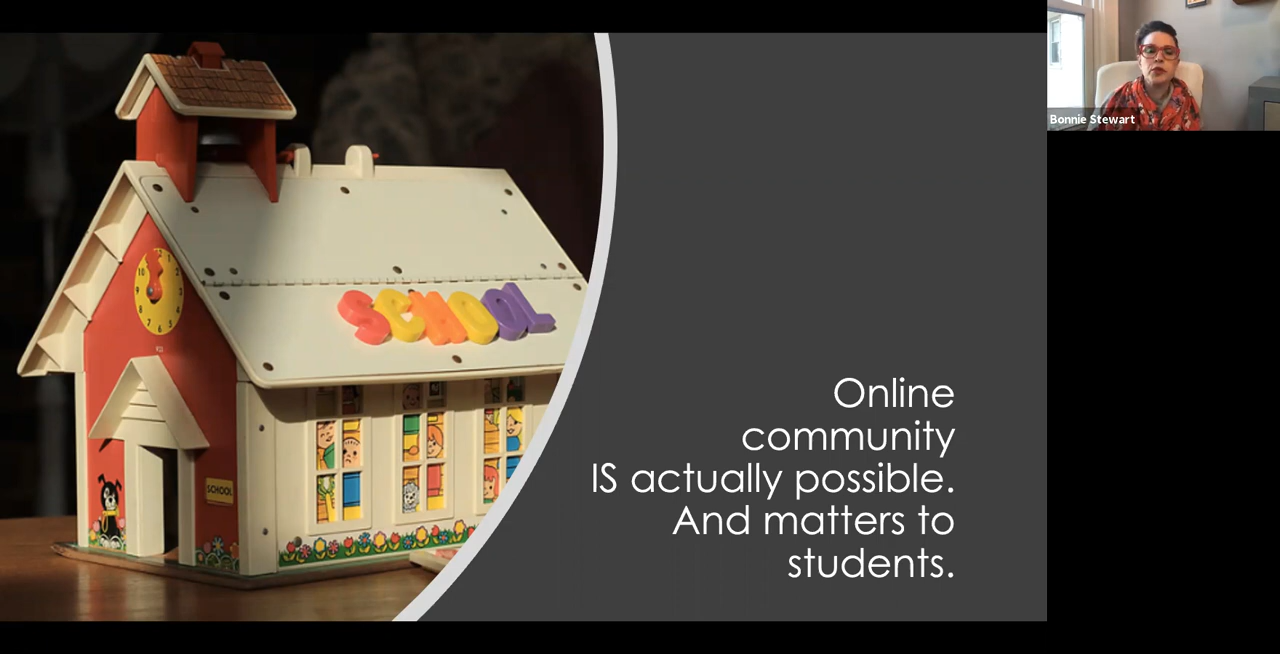 Bonnie Stewart
SCHOOL
SCHOOL
Online
community
IS actually possible.
And matters to
students.